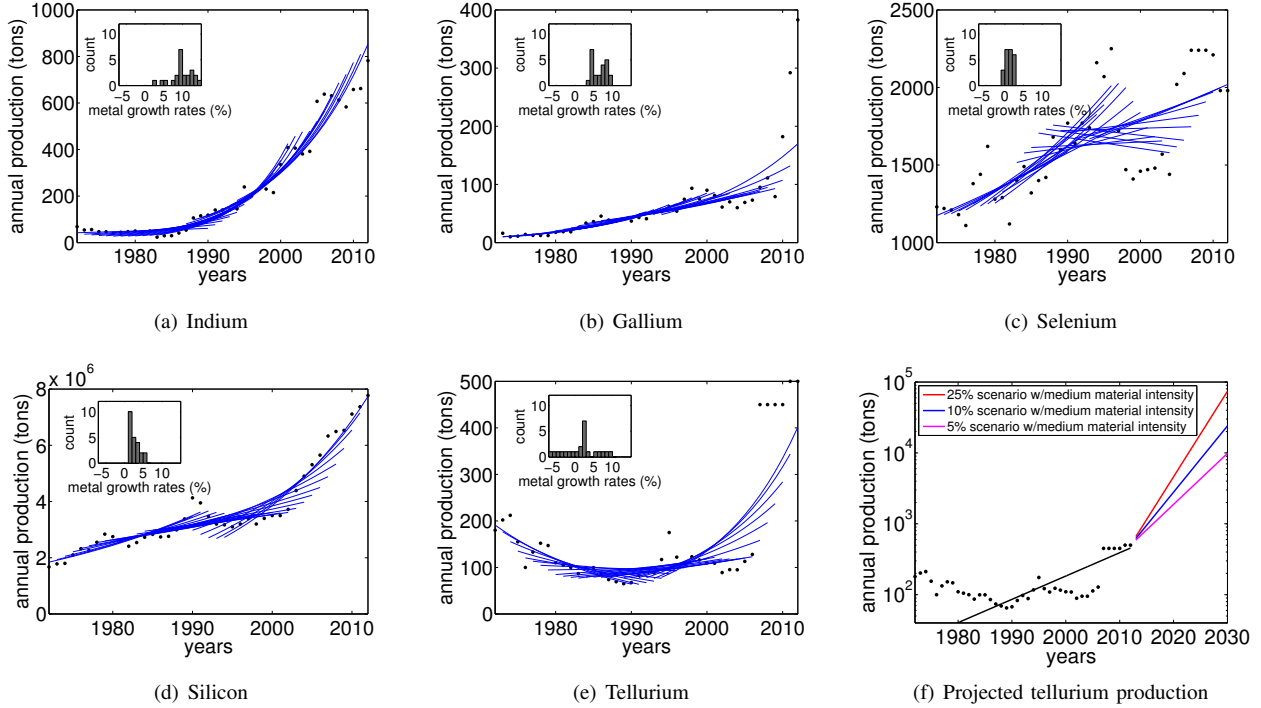 1000
800
600
400
200
0
annual production (tons)
1980
1990
2000
2010
years
10
5
0
count
−5
0
5
10
metal growth rates (%)
(a) Indium
400
300
200
100
0
annual production (tons)
1980
1990
2000
2010
years
10
5
0
count
−5
0
5
10
metal growth rates (%)
(b) Gallium
2500
2000
1500
1000
annual production (tons)
1980
1990
2000
2010
years
10
5
0
count
−5
0
5
10
metal growth rates (%)
(c) Selenium
8
x 10^6
6
4
2
0
annual production (tons)
1980
1990
2000
2010
years
10
5
0
count
−5
0
5
10
metal growth rates (%)
(d) Silicon
500
400
300
200
100
0
annual production (tons)
1980
1990
2000
2010
years
10
5
0
count
−5
0
5
10
metal growth rates (%)
(e) Tellurium
10^5
10^4
10^3
10^2
annual production (tons)
25% scenario w/medium material intensity
10% scenario w/medium material intensity
5% scenario w/medium material intensity
1980
1990
2000
2010
2020
2030
years
(f) Projected tellurium production